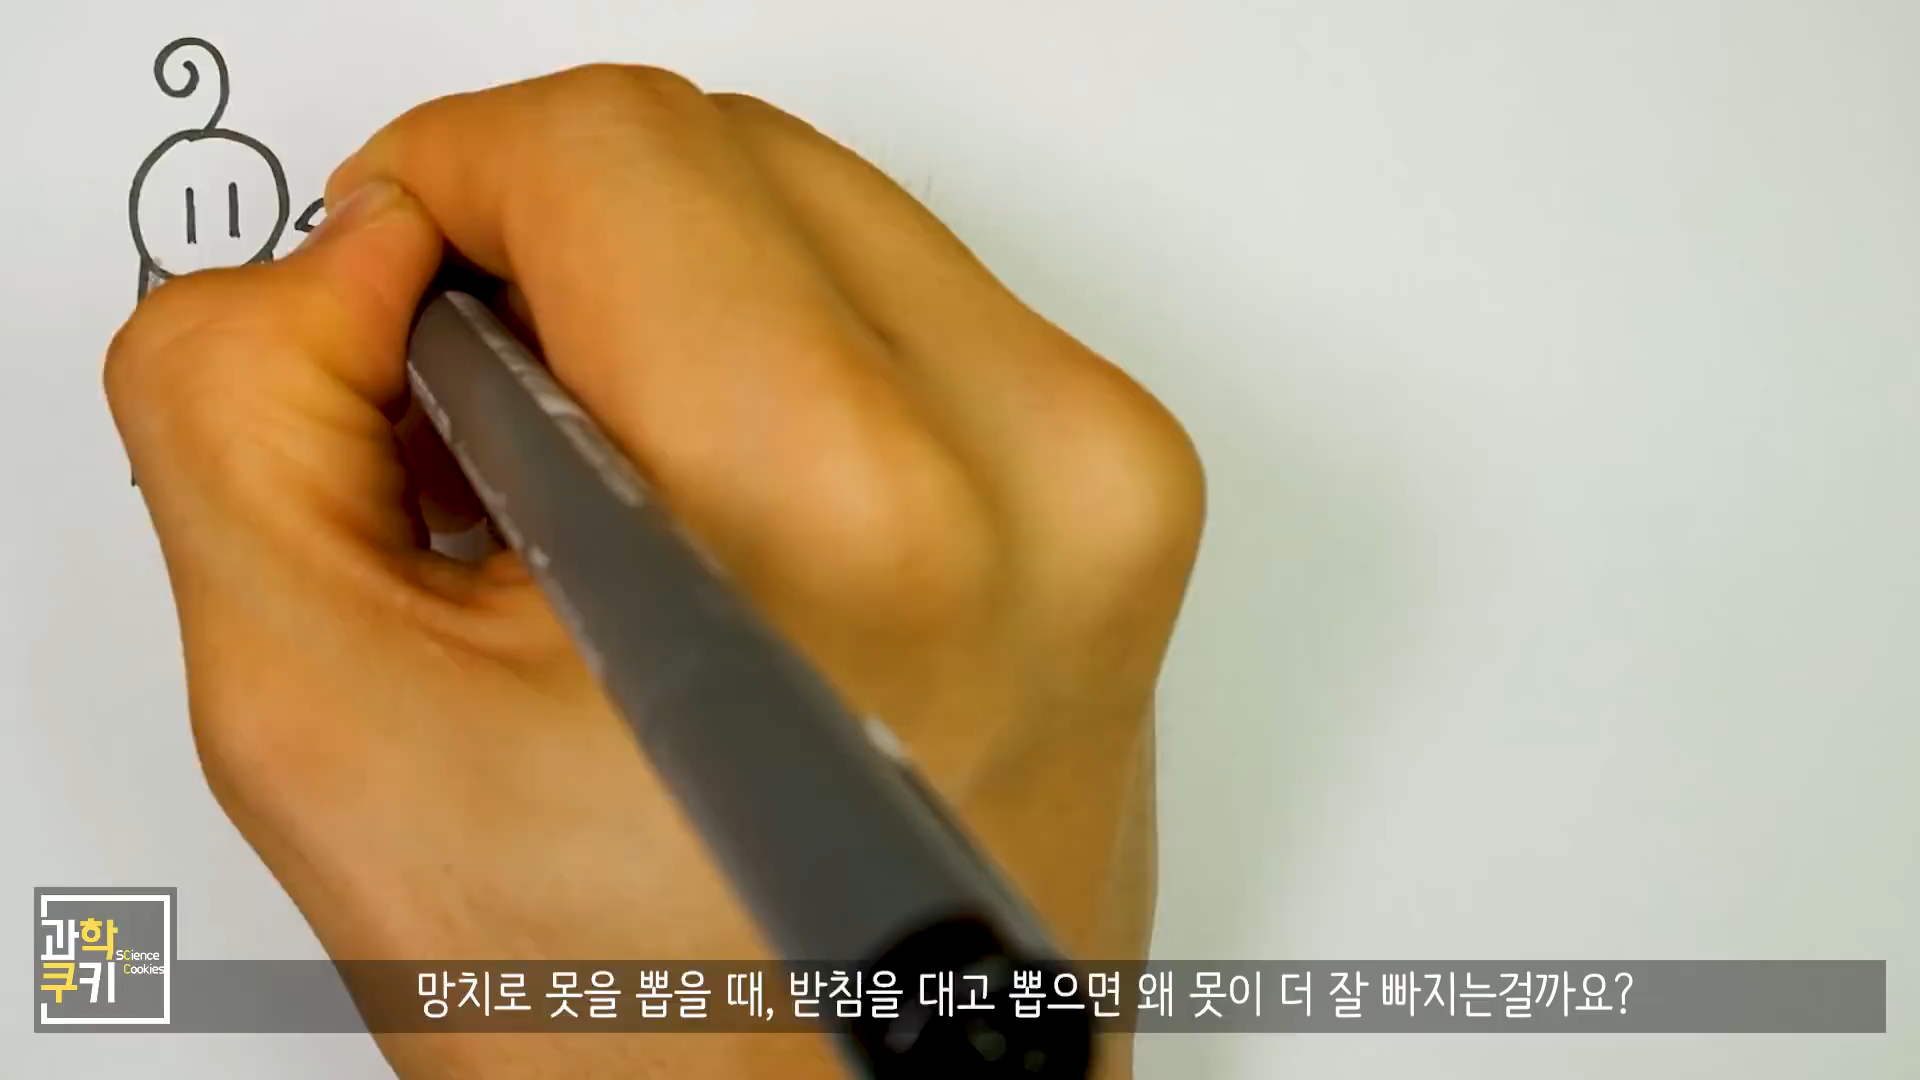 과학
SCience
쿠키
Cookies
망치로 못을 뽑을 때, 받침을 대고 뽑으면 왜 못이 더 잘 빠지는걸까요?